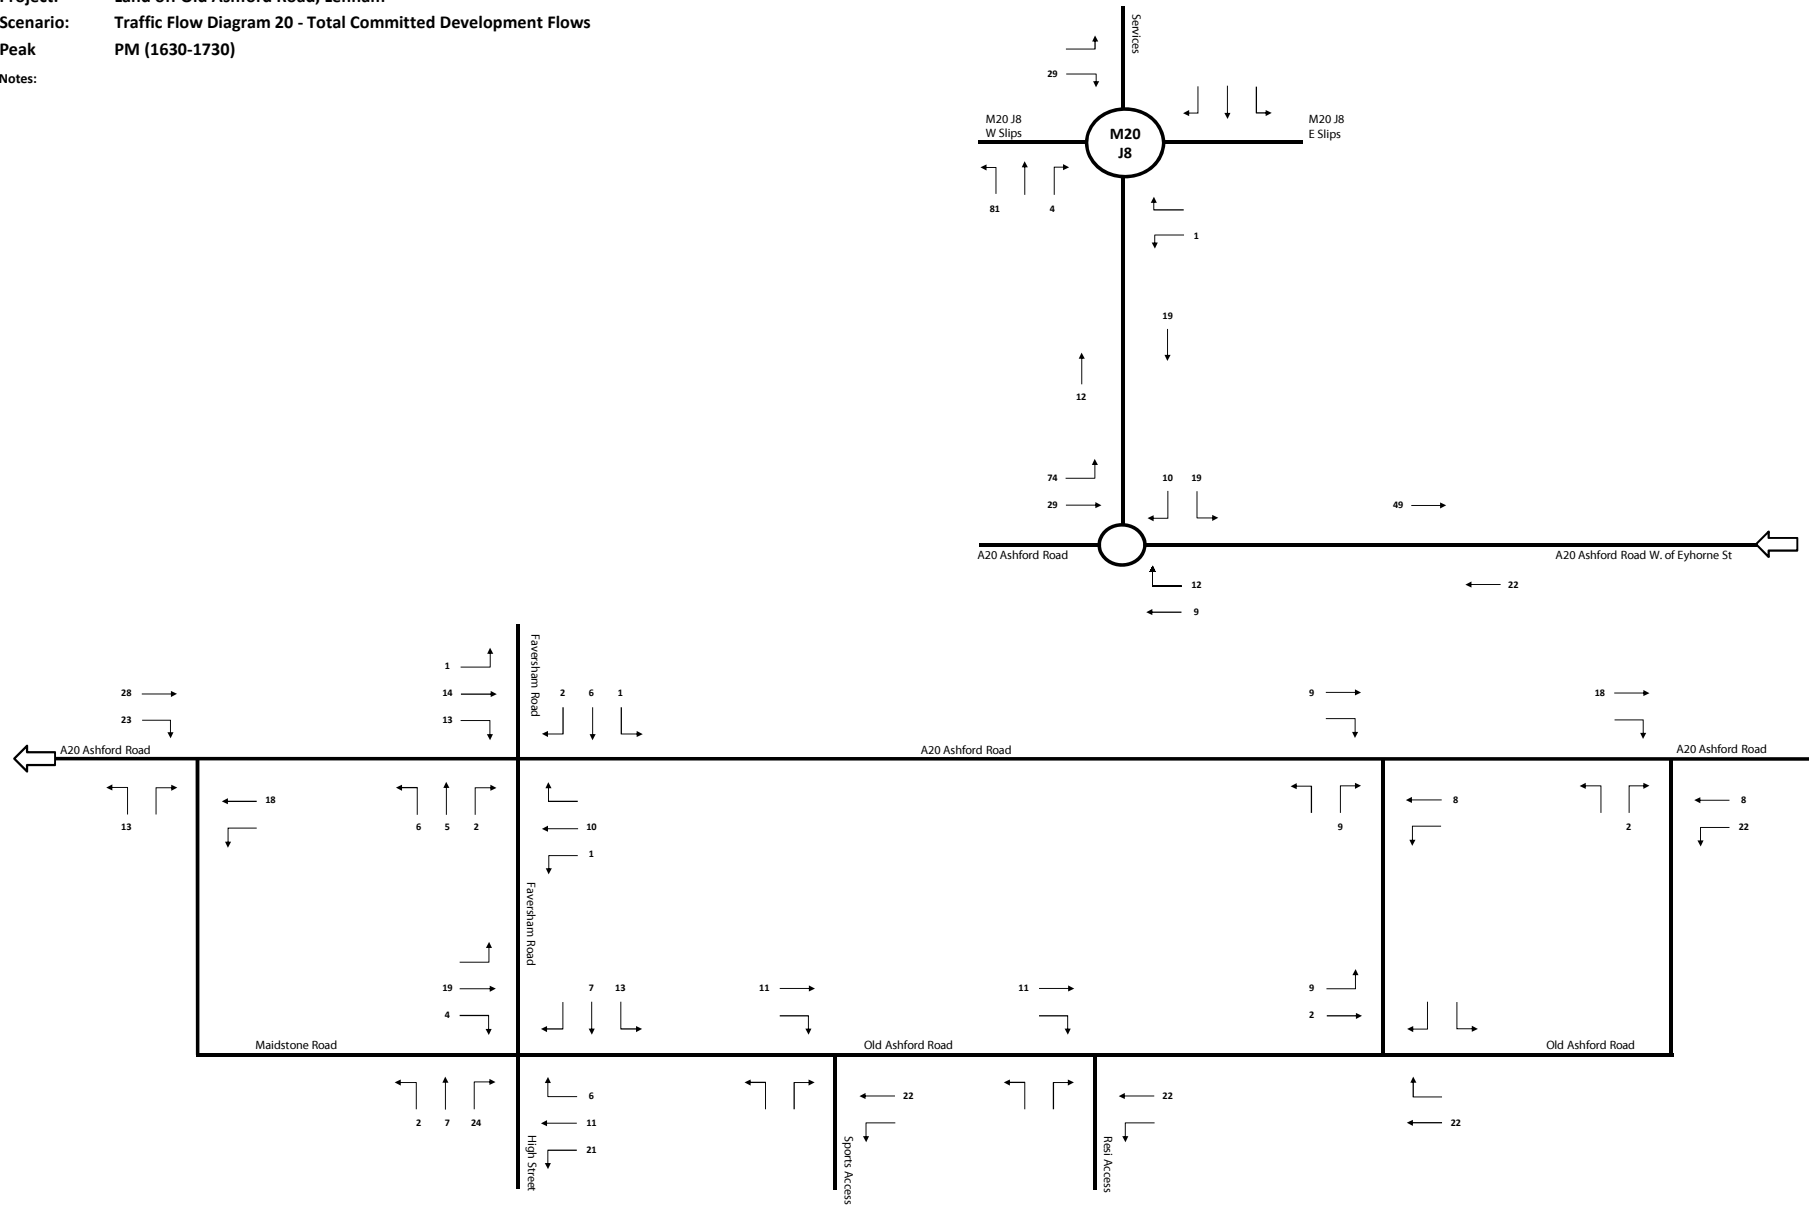 Project: Land off Old Ashford Road, Lenham
Scenario: Traffic Flow Diagram 20 - Total Committed Development Flows
Peak PM (1630-1730)
Notes:
Services
29
M20 J8
W Slips
M20
J8
M20 J8
E Slips
81 4
1
19
12
74
10 19
29
49
A20 Ashford Road
A20 Ashford Road W. of Eyhorne St
12
22
9
Faversham Road
1
28
14
2 6 1
9
18
23
13
A20 Ashford Road
A20 Ashford Road
A20 Ashford Road
18
8
8
13
6 5 2
10
9
2
22
1
Faversham Road
19
7 13
11
11
9
4
2
Maidstone Road
Old Ashford Road
Old Ashford Road
6
22
22
2 7 24
11
22
21
High Street
Sports Access
Resi Access